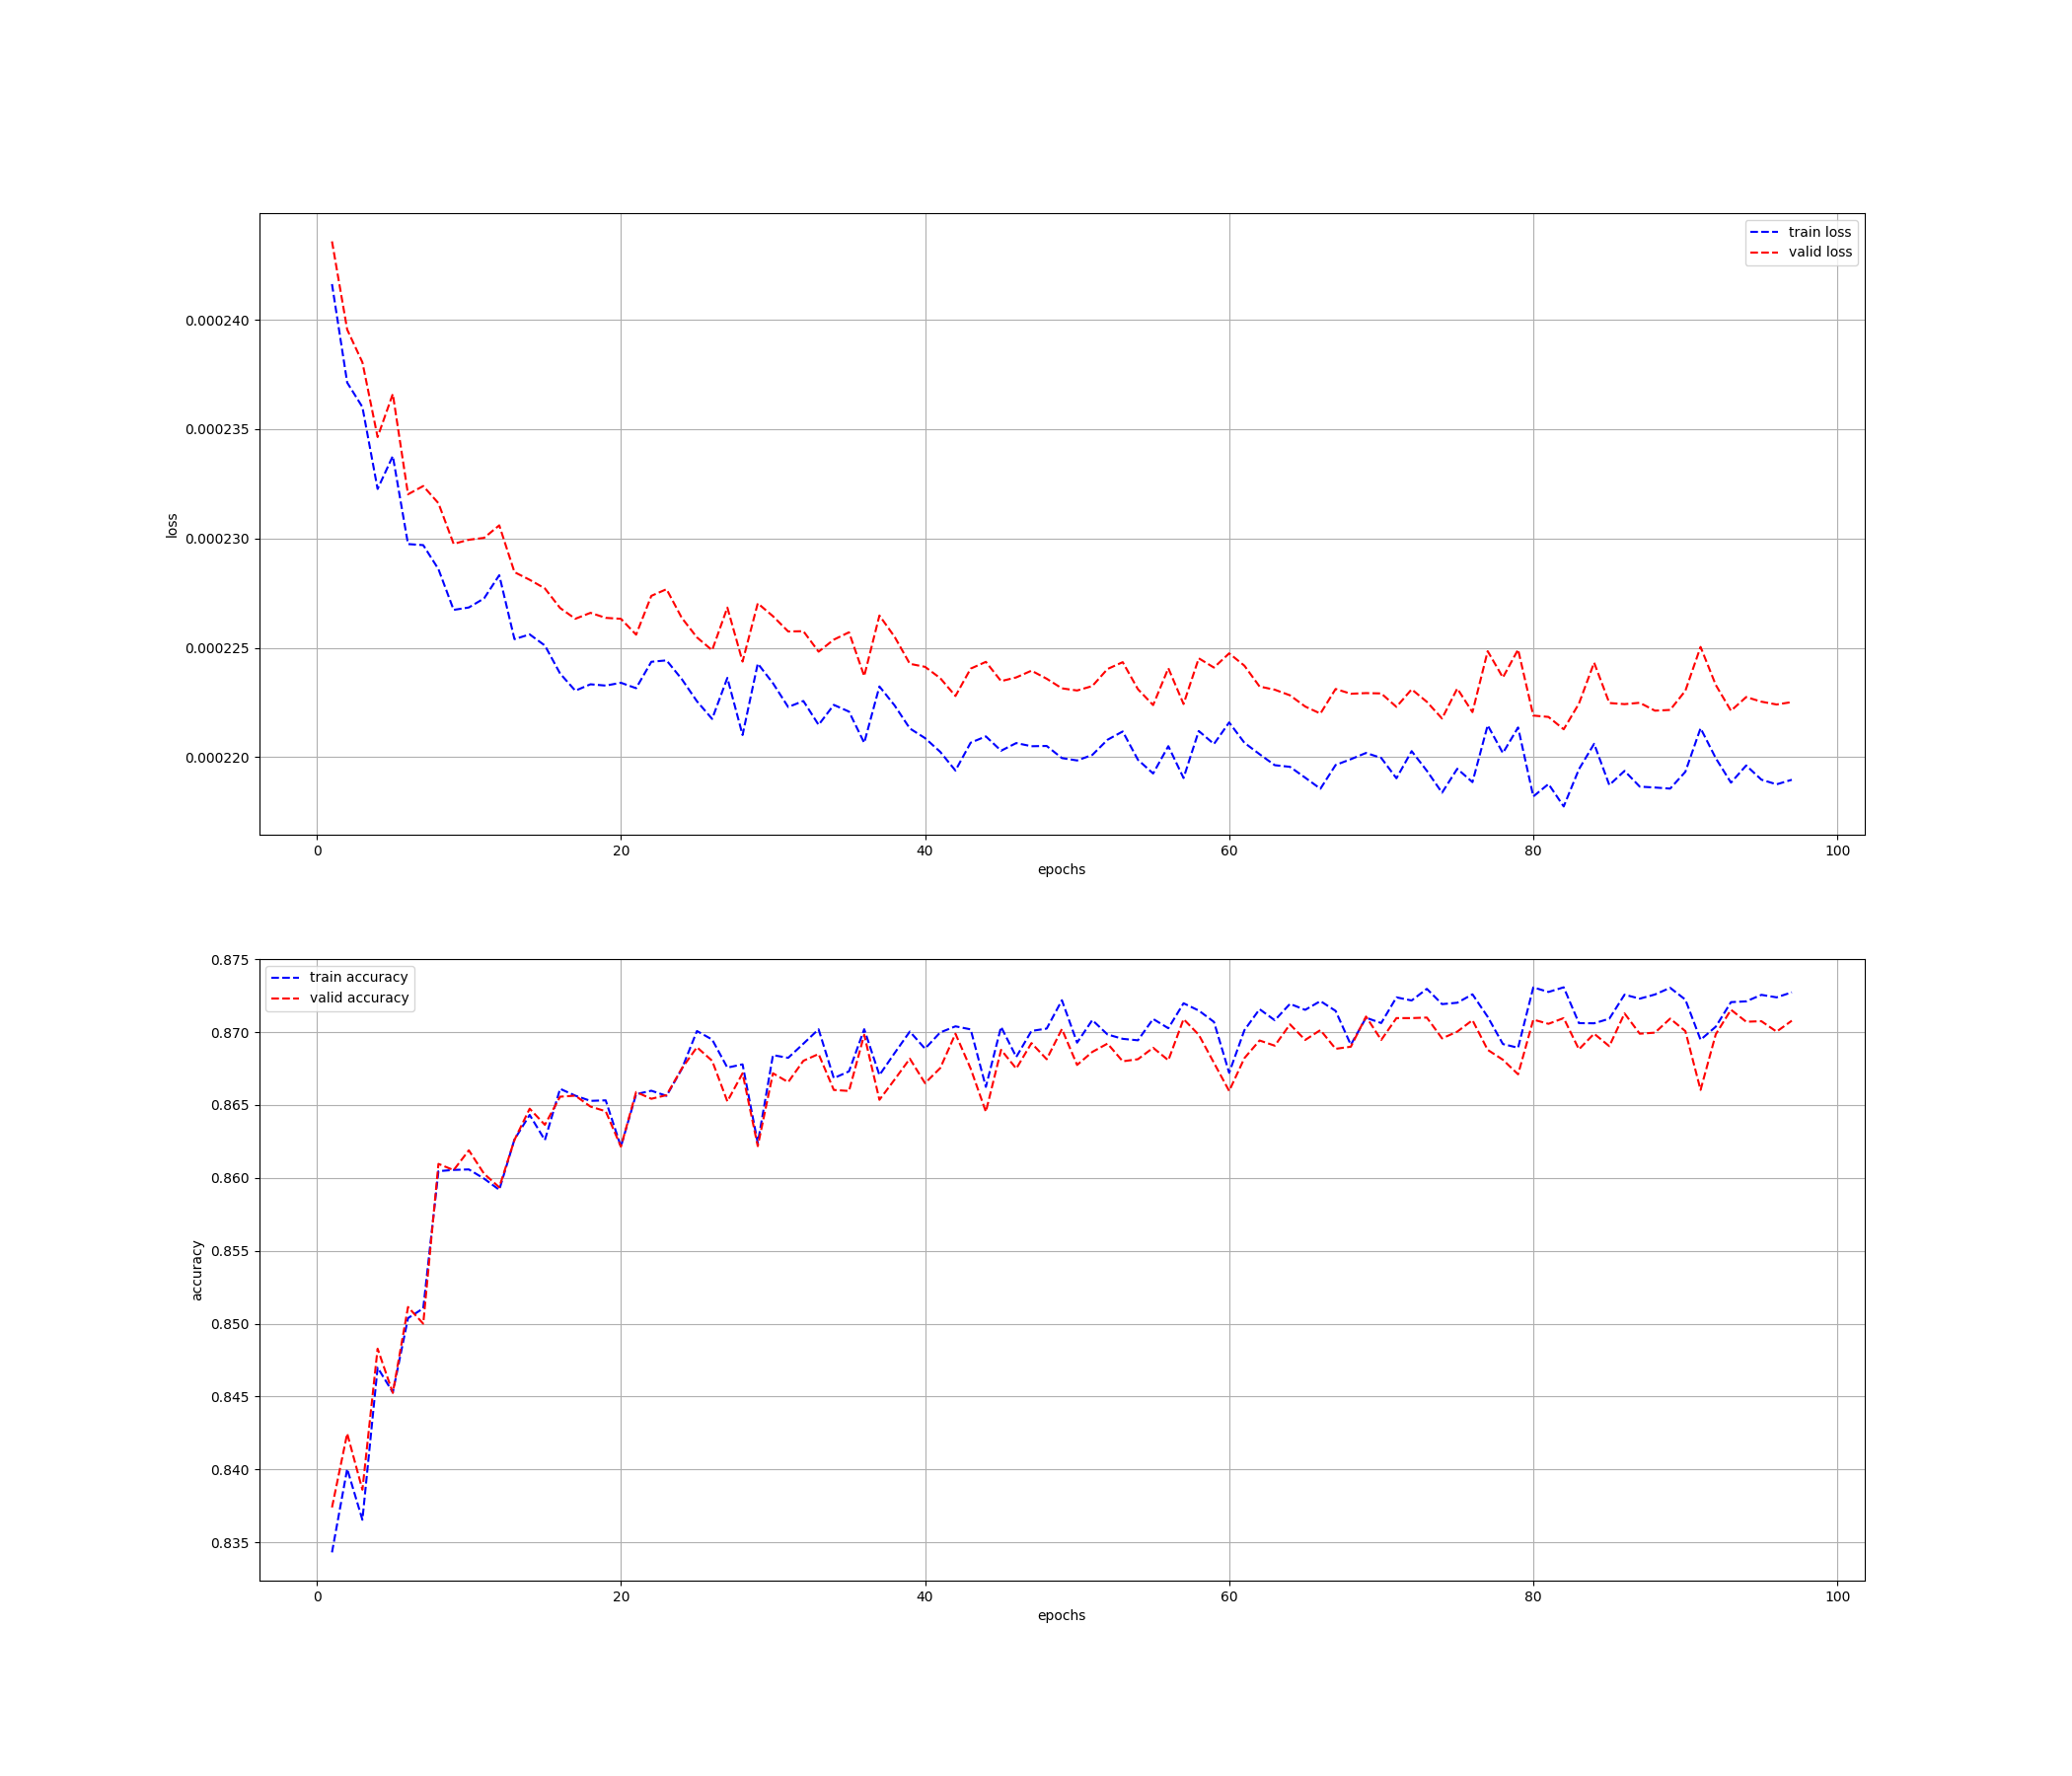 train loss
valid loss
0.000240
0.000235
0.000230
0.000225
0.000220
loss
0 20 40 60 80 100
epochs
train accuracy
valid accuracy
0.875
0.870
0.865
0.860
0.855
0.850
0.845
0.840
0.835
accuracy
0 20 40 60 80 100
epochs